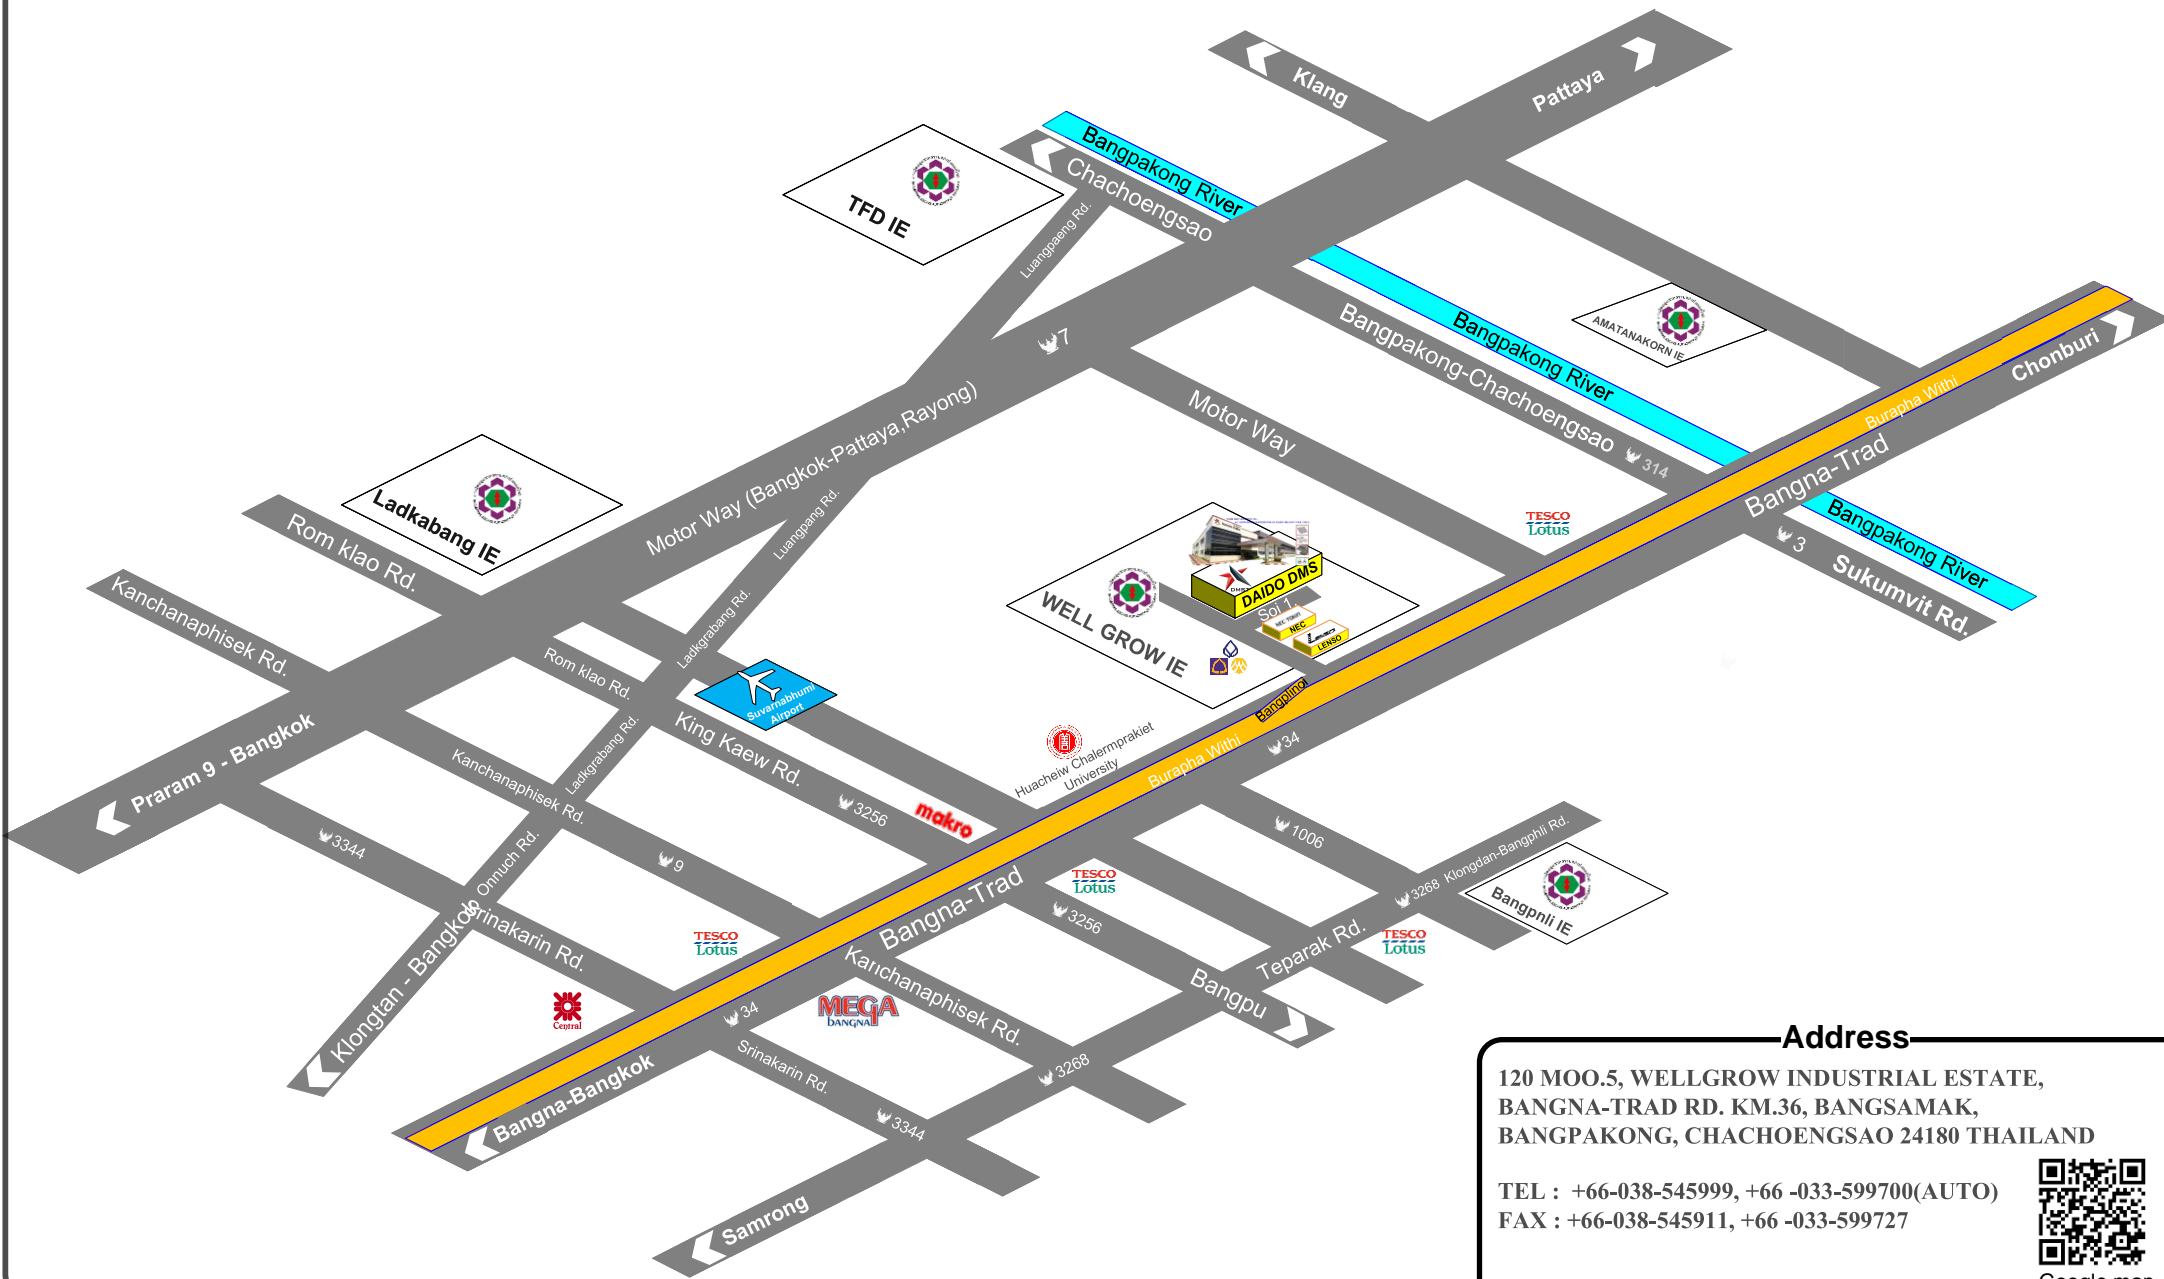 Klang
Pattaya
Bangpakong River
Chachoengsao
TFD IE
Luangpaeng Rd.
7
Bangpakong River
AMATANAKORN IE
Bangpakong-Chachoengsao
314
Chonburi
Burapha Withi
Motor Way
Motor Way (Bangkok-Pattaya,Rayong)
Bangna-Trad
Bangpakong River
3
Sukumvit Rd.
Ladkabang IE
Rom klao Rd.
Luangpang Rd.
TESCO
Lotus
DAIDO DMS
Soi 1.
NEC
LENSO
WELL GROW IE
Kanchanaphisek Rd.
Ladkgrabang Rd.
Rom klao Rd.
Suvarnabhumi
Airport
Bangplinoi
Praram 9 - Bangkok
King Kaew Rd.
Ladkgrabang Rd.
Huacheiw Chalermprakiet
University
Burapha Withi
34
Kanchanaphisek Rd.
3256
makro
1006
3344
9
Onnuch Rd.
Klongdan-Bangphli Rd.
3268
Bangpnli IE
TESCO
Lotus
Bangna-Trad
3256
Srinakarin Rd.
TESCO
Lotus
Teparak Rd.
TESCO
Lotus
Klongtan - Bangkok
Kanchanaphisek Rd.
Bangpu
Central
34
MEGA
BANGNA
Srinakarin Rd.
3268
Bangna-Bangkok
3344
Samrong
Address
120 MOO.5, WELLGROW INDUSTRIAL ESTATE,
BANGNA-TRAD RD. KM.36, BANGSAMAK,
BANGPAKONG, CHACHOENGSAO 24180 THAILAND
TEL : +66-038-545999, +66 -033-599700(AUTO)
FAX : +66-038-545911, +66 -033-599727
Google map